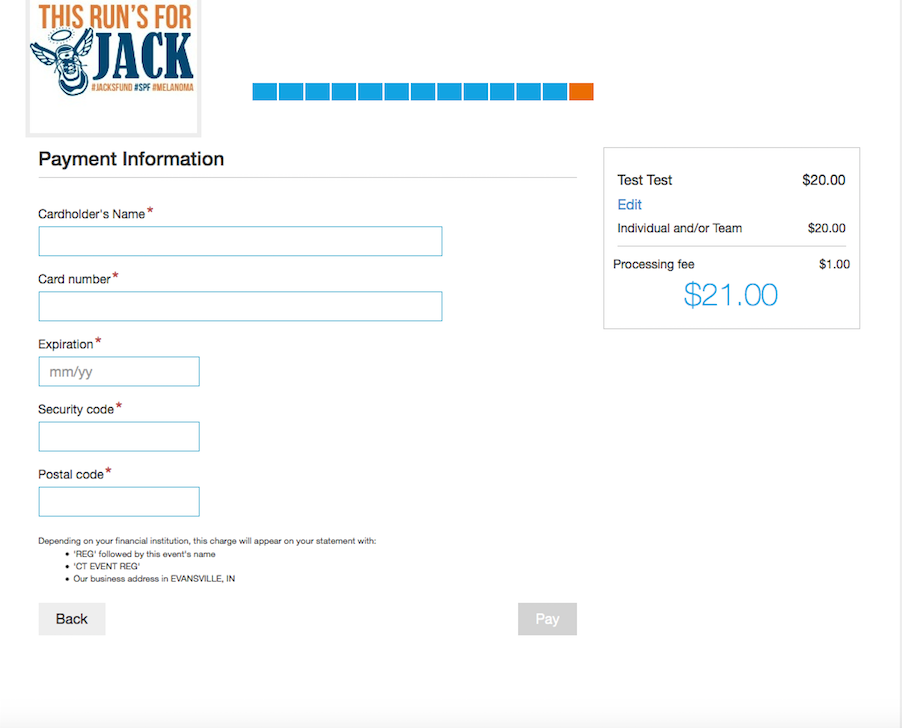 THIS RUN'S FOR
JACK
#JACKSFUND #SPF #MELANOMA
Payment Information
Cardholder's Name*
Card number*
Expiration*
mm/yy
Security code*
Postal code*
Depending on your financial institution, this charge will appear on your statement with:
• 'REG' followed by this event's name
• 'CT EVENT REG'
• Our business address in EVANSVILLE, IN
Back
Pay
Test Test $20.00
Edit
Individual and/or Team $20.00
Processing fee $1.00
$21.00